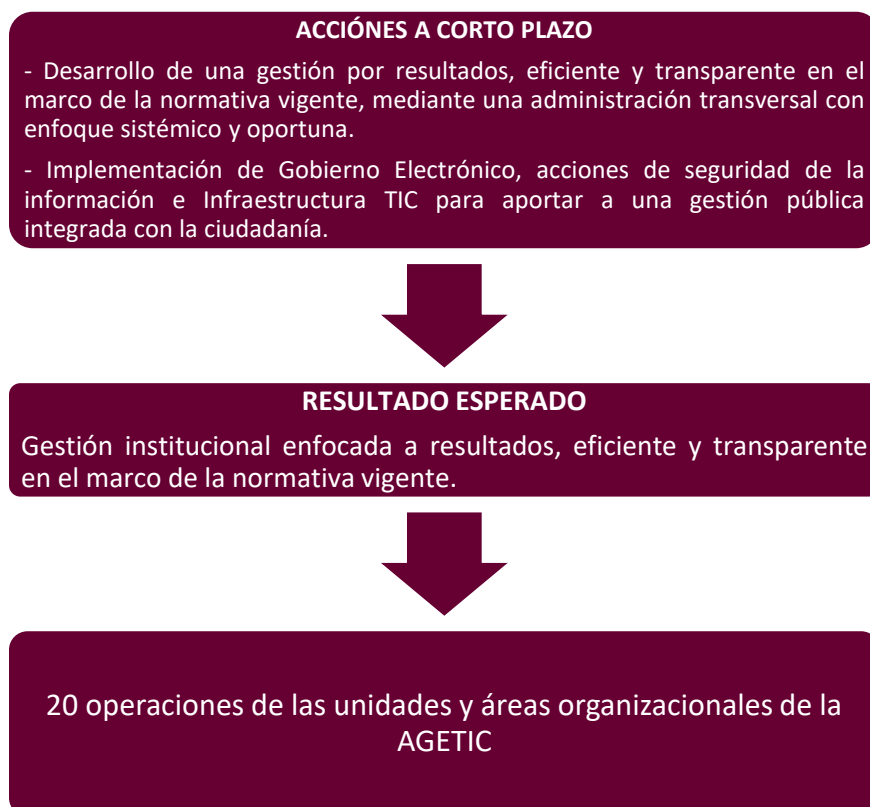 ACCIÓNES A CORTO PLAZO
- Desarrollo de una gestión por resultados, eficiente y transparente en el
marco de la normativa vigente, mediante una administración transversal con
enfoque sistémico y oportuna.
- Implementación de Gobierno Electrónico, acciones de seguridad de la
información e Infraestructura TIC para aportar a una gestión pública
integrada con la ciudadanía.
RESULTADO ESPERADO
Gestión institucional enfocada a resultados, eficiente y transparente
en el marco de la normativa vigente.
20 operaciones de las unidades y áreas organizacionales de la
AGETIC